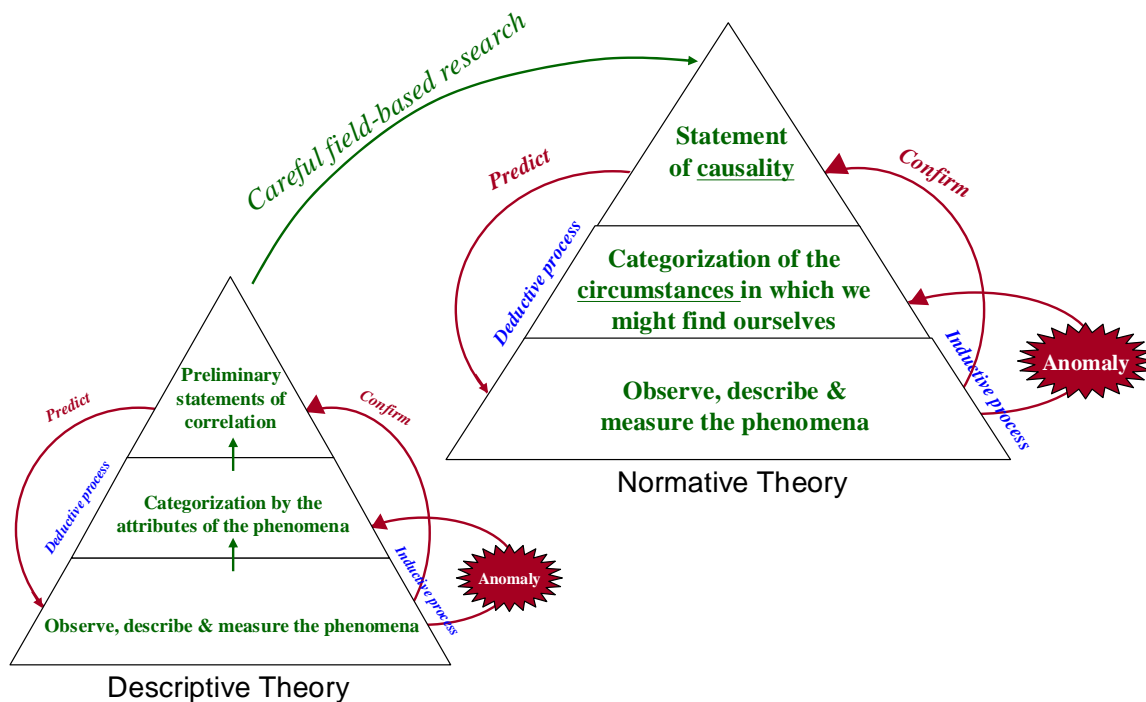 Careful field-based research
Statement
of causality
Predict
Confirm
Deductive process
Categorization of the
circumstances in which we
might find ourselves
Inductive process
Anomaly
Observe, describe &
measure the phenomena
Normative Theory
Preliminary
statements of
correlation
Predict
Confirm
Deductive process
Categorization by the
attributes of the phenomena
Inductive process
Anomaly
Observe, describe & measure the phenomena
Descriptive Theory